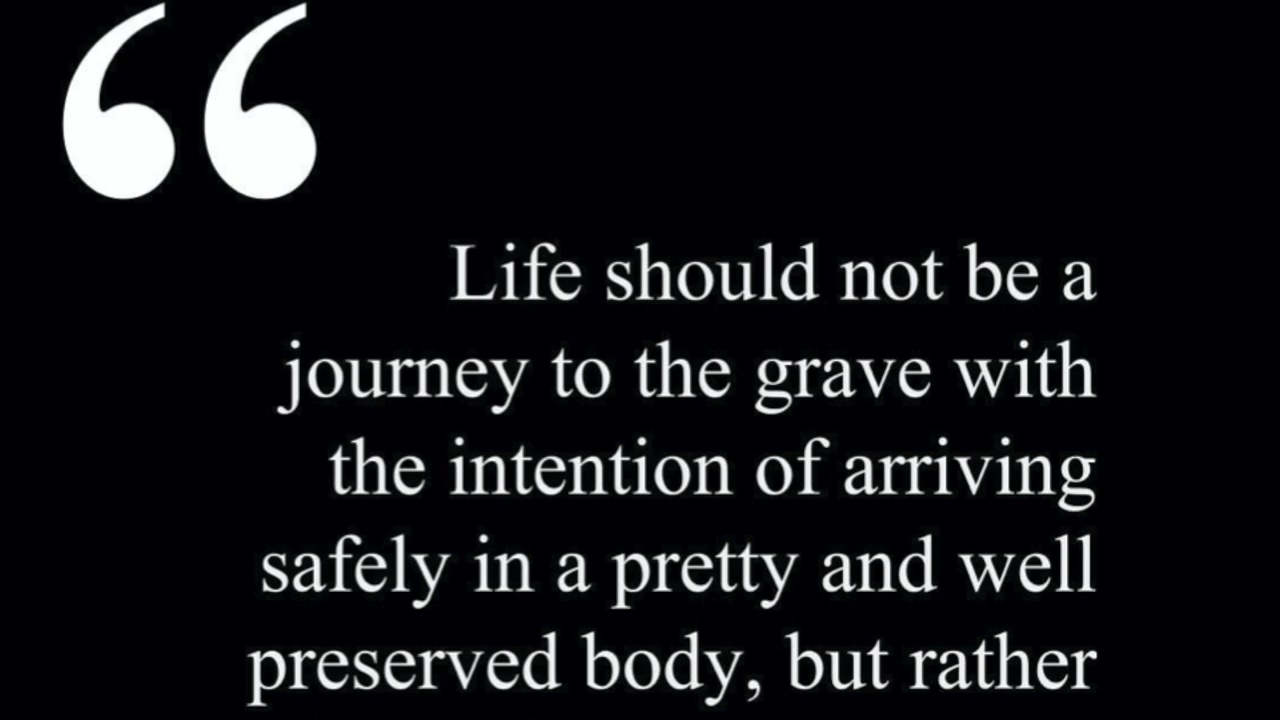 “
Life should not be a
journey to the grave with
the intention of arriving
safely in a pretty and well
preserved body, but rather